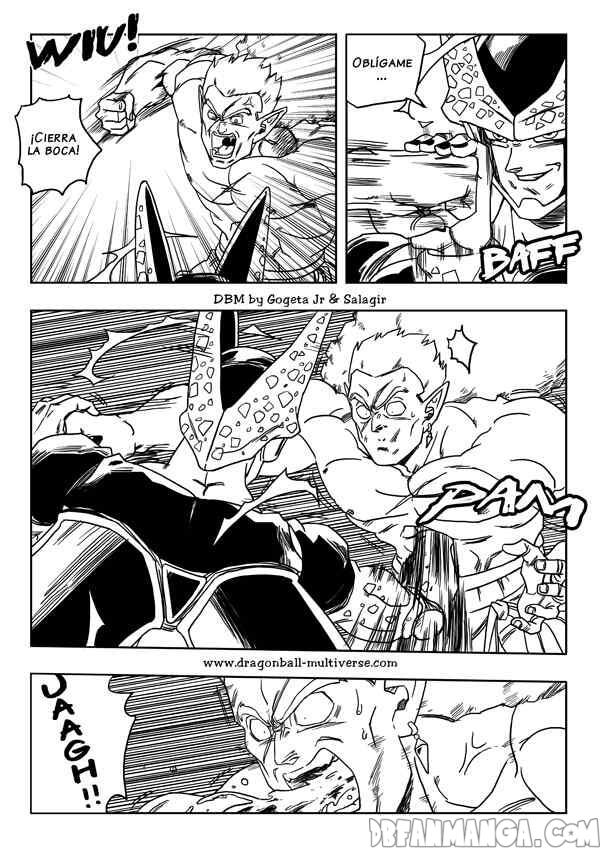 WIU!
¡CIERRA
LA BOCA!
OBLÍGAME
...
BAFF
DBM by Gogeta Jr & Salagir
PAM
www.dragonball-multiverse.com
JAAGH!!
DBFANMANGA.COM